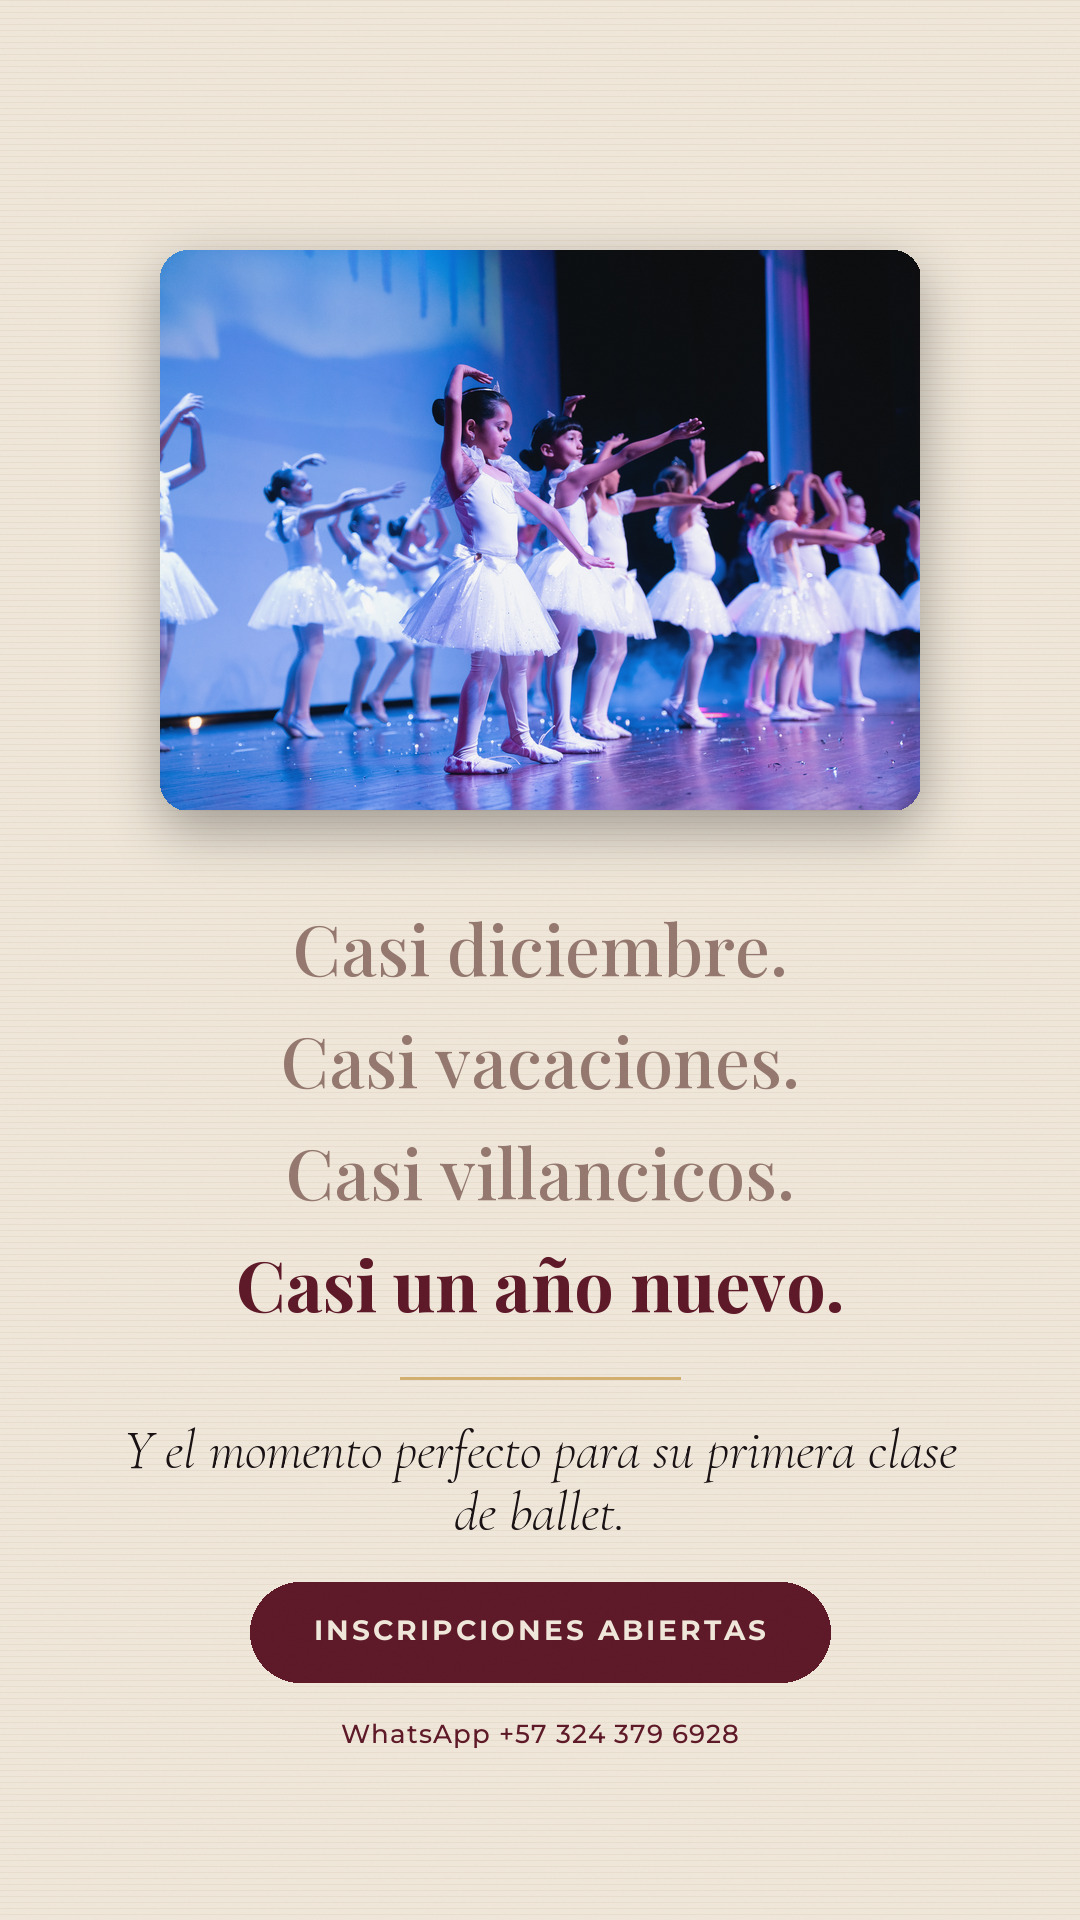 Casi diciembre.
Casi vacaciones.
Casi villancicos.
Casi un año nuevo.
Y el momento perfecto para su primera clase
de ballet.
INSCRIPCIONES ABIERTAS
WhatsApp +57 324 379 6928